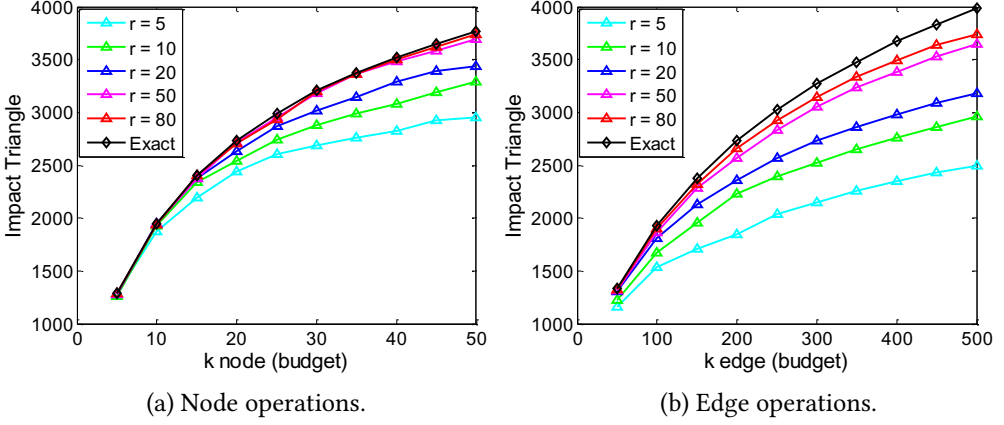 4000
3500
3000
2500
2000
1500
1000
Impact Triangle
r = 5
r = 10
r = 20
r = 50
r = 80
Exact
0 10 20 30 40 50
k node (budget)
(a) Node operations.
4000
3500
3000
2500
2000
1500
1000
Impact Triangle
r = 5
r = 10
r = 20
r = 50
r = 80
Exact
0 100 200 300 400 500
k edge (budget)
(b) Edge operations.